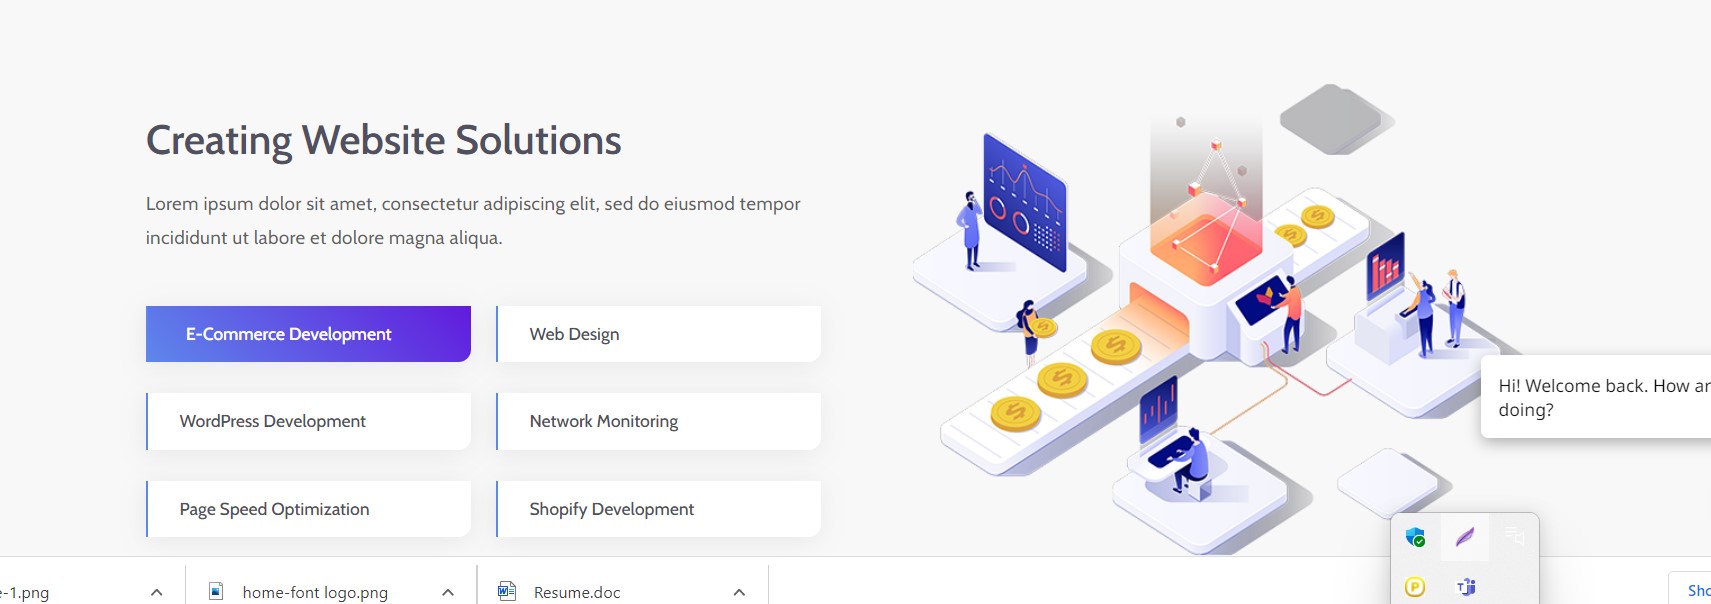 Creating Website Solutions
Lorem ipsum dolor sit amet, consectetur adipiscing elit, sed do eiusmod tempor
incididunt ut labore et dolore magna aliqua.
E-Commerce Development
Web Design
WordPress Development
Network Monitoring
Page Speed Optimization
Shopify Development
Hi! Welcome back. How ar
doing?
e-1.png
home-font logo.png
Resume.doc
Sho